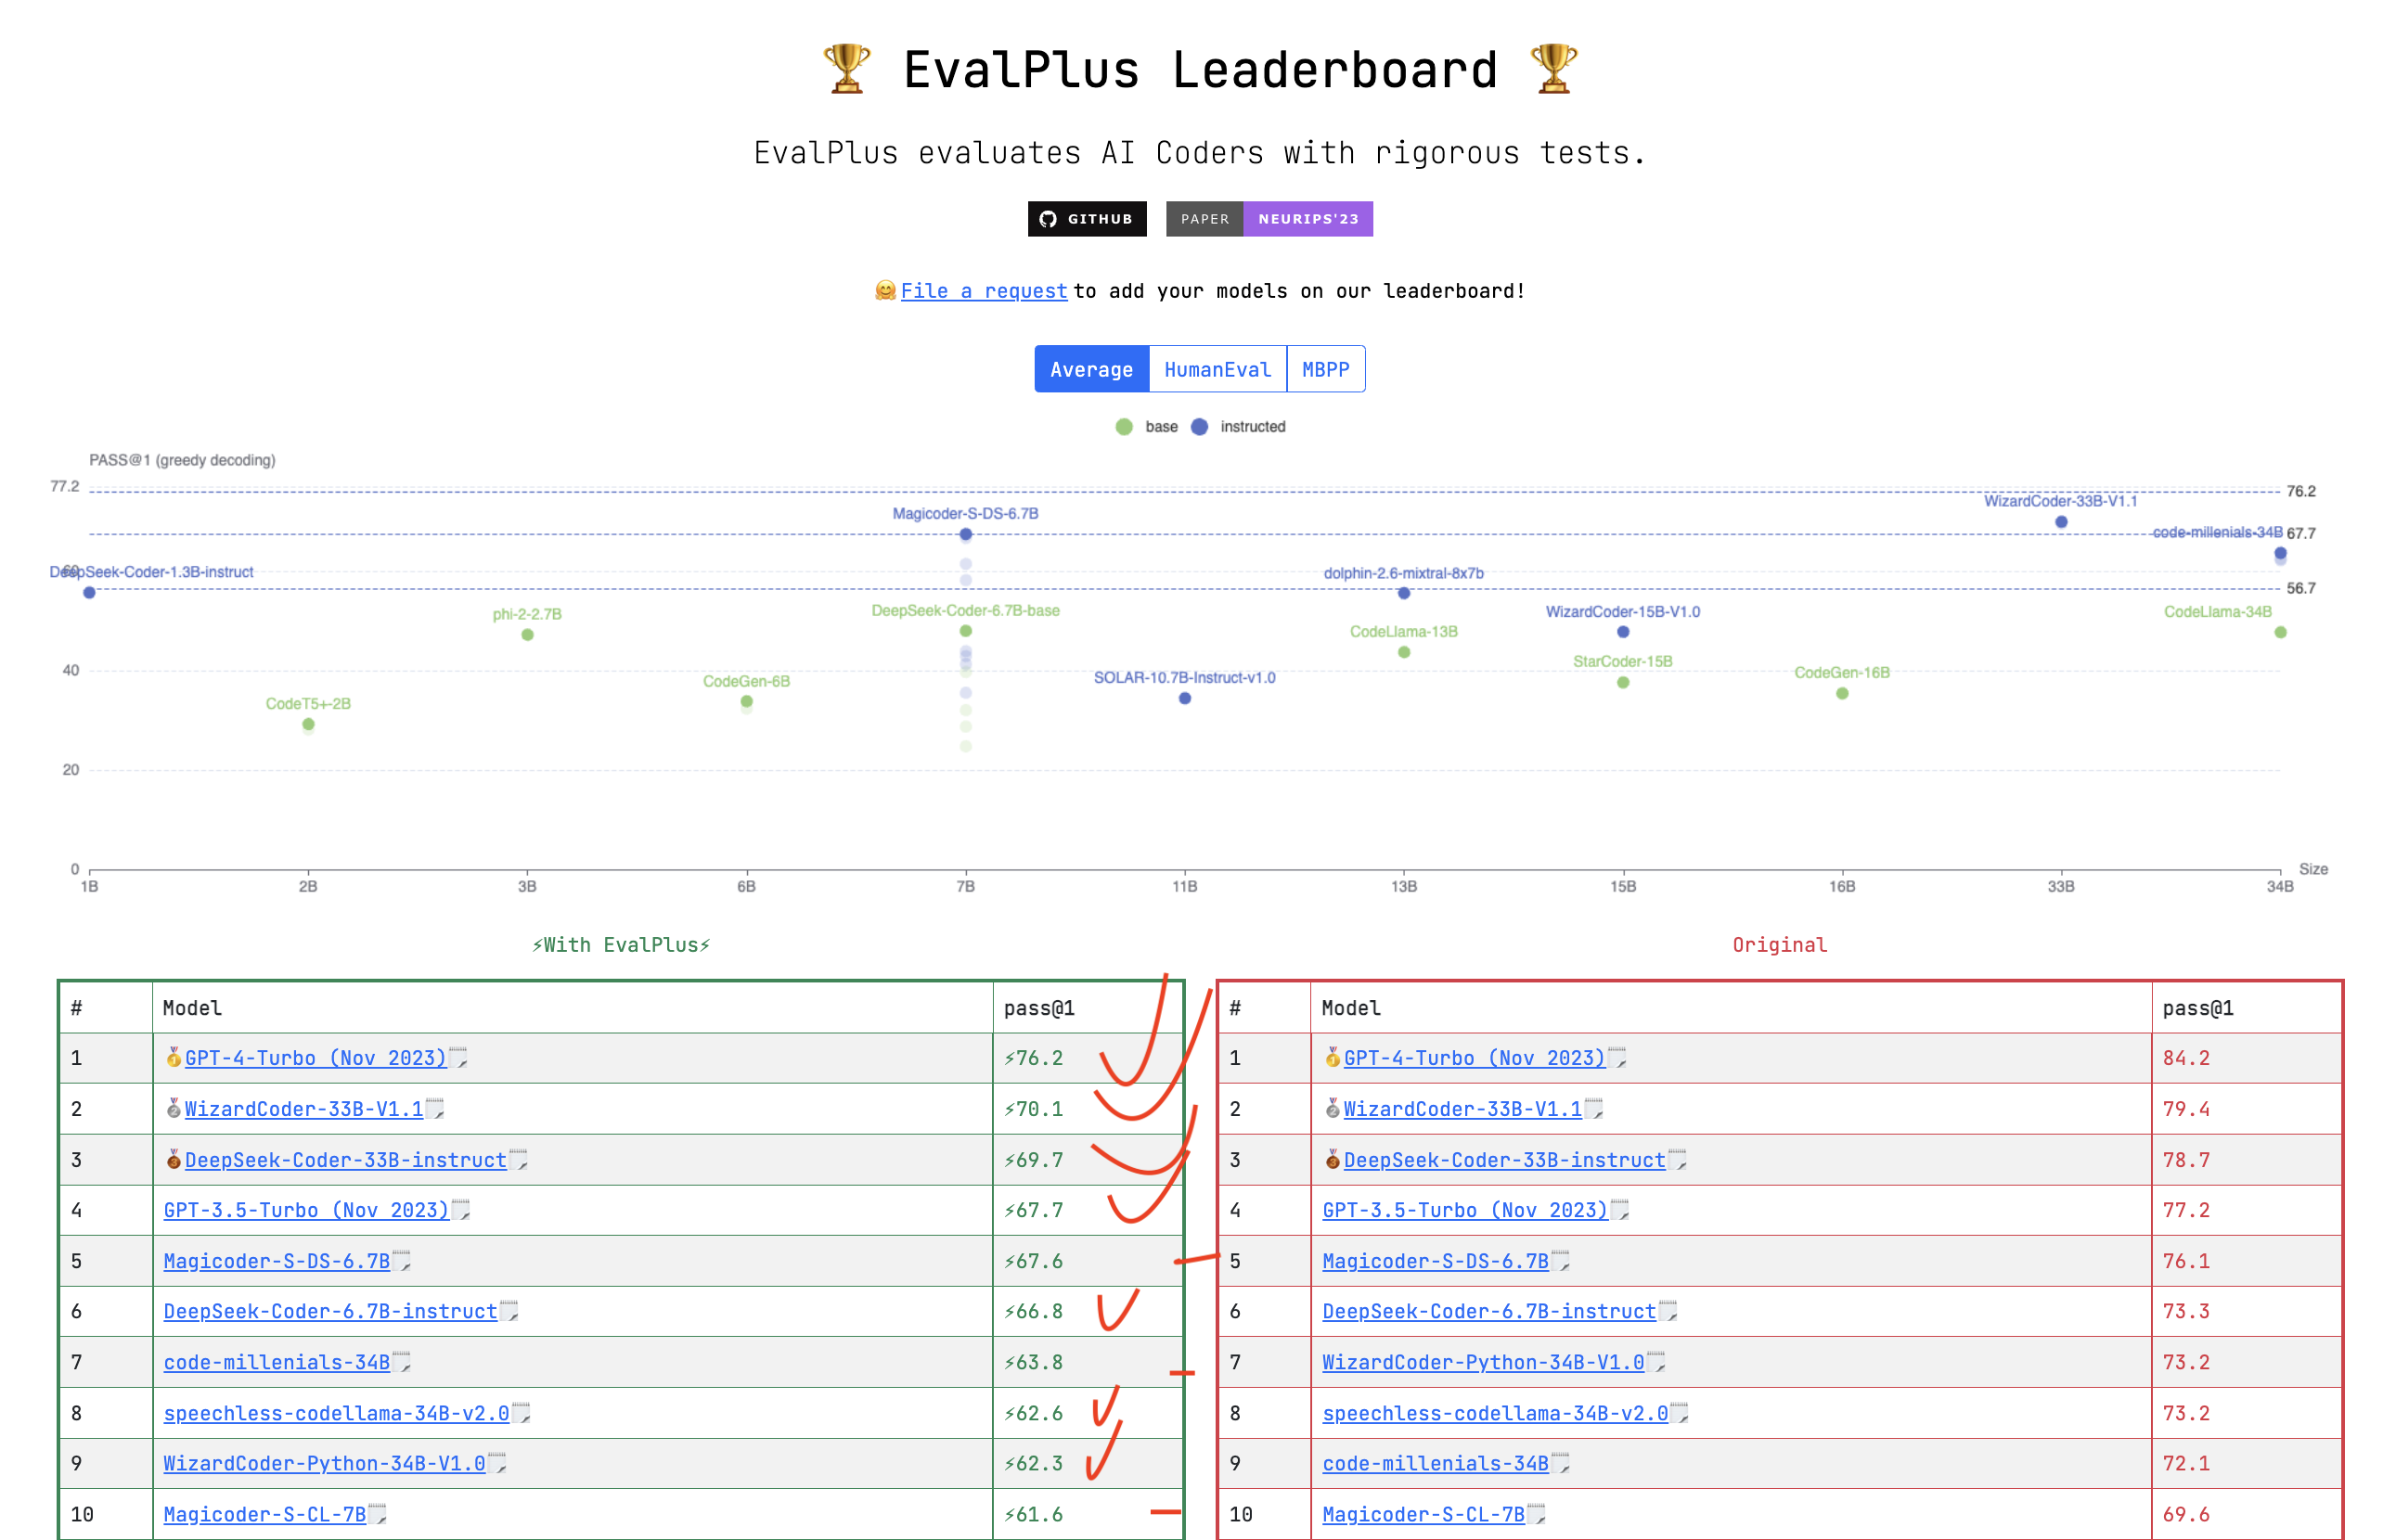 🏆 EvalPlus Leaderboard 🏆
EvalPlus evaluates AI Coders with rigorous tests.
GITHUB PAPER NEURIPS'23
🤗 File a request to add your models on our leaderboard!
Average HumanEval MBPP
base instructed
PASS@1 (greedy decoding)
77.2
76.2
WizardCoder-33B-V1.1
Magicoder-S-DS-6.7B
code-millenials-34B 67.7
60
DeepSeek-Coder-1.3B-instruct
dolphin-2.6-mixtral-8x7b
56.7
phi-2-2.7B
DeepSeek-Coder-6.7B-base
WizardCoder-15B-V1.0
CodeLlama-34B
CodeLlama-13B
StarCoder-15B
40
CodeGen-16B
SOLAR-10.7B-Instruct-v1.0
CodeGen-6B
CodeT5+-2B
20
0
Size
1B 2B 3B 6B 7B 11B 13B 15B 16B 33B 34B
⚡With EvalPlus⚡
# Model pass@1
1 🥇GPT-4-Turbo (Nov 2023) ⚡76.2
2 🥈WizardCoder-33B-V1.1 ⚡70.1
3 🥉DeepSeek-Coder-33B-instruct ⚡69.7
4 GPT-3.5-Turbo (Nov 2023) ⚡67.7
5 Magicoder-S-DS-6.7B ⚡67.6
6 DeepSeek-Coder-6.7B-instruct ⚡66.8
7 code-millenials-34B ⚡63.8
8 speechless-codellama-34B-v2.0 ⚡62.6
9 WizardCoder-Python-34B-V1.0 ⚡62.3
10 Magicoder-S-CL-7B ⚡61.6
Original
# Model pass@1
1 🥇GPT-4-Turbo (Nov 2023) 84.2
2 🥈WizardCoder-33B-V1.1 79.4
3 🥉DeepSeek-Coder-33B-instruct 78.7
4 GPT-3.5-Turbo (Nov 2023) 77.2
5 Magicoder-S-DS-6.7B 76.1
6 DeepSeek-Coder-6.7B-instruct 73.3
7 WizardCoder-Python-34B-V1.0 73.2
8 speechless-codellama-34B-v2.0 73.2
9 code-millenials-34B 72.1
10 Magicoder-S-CL-7B 69.6